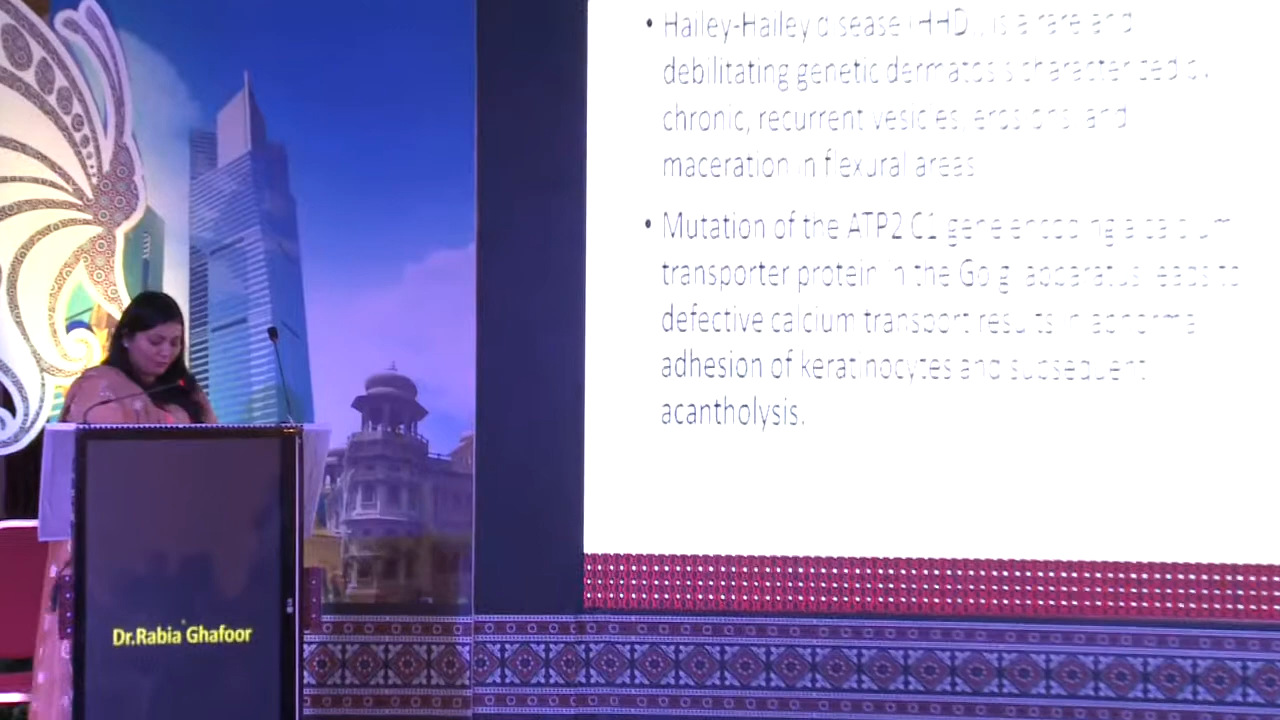 • Hailey-Hailey disease (HHD), is a rare and
debilitating genetic dermatosis characterized by
chronic, recurrent vesicles, erosions, and
maceration in flexural areas
• Mutation of the ATP2 C1 gene encoding a calcium
transporter protein in the Golgi apparatus leads to
defective calcium transport results in abnormal
adhesion of keratinocytes and subsequent
acantholysis.
Dr.Rabia Ghafoor